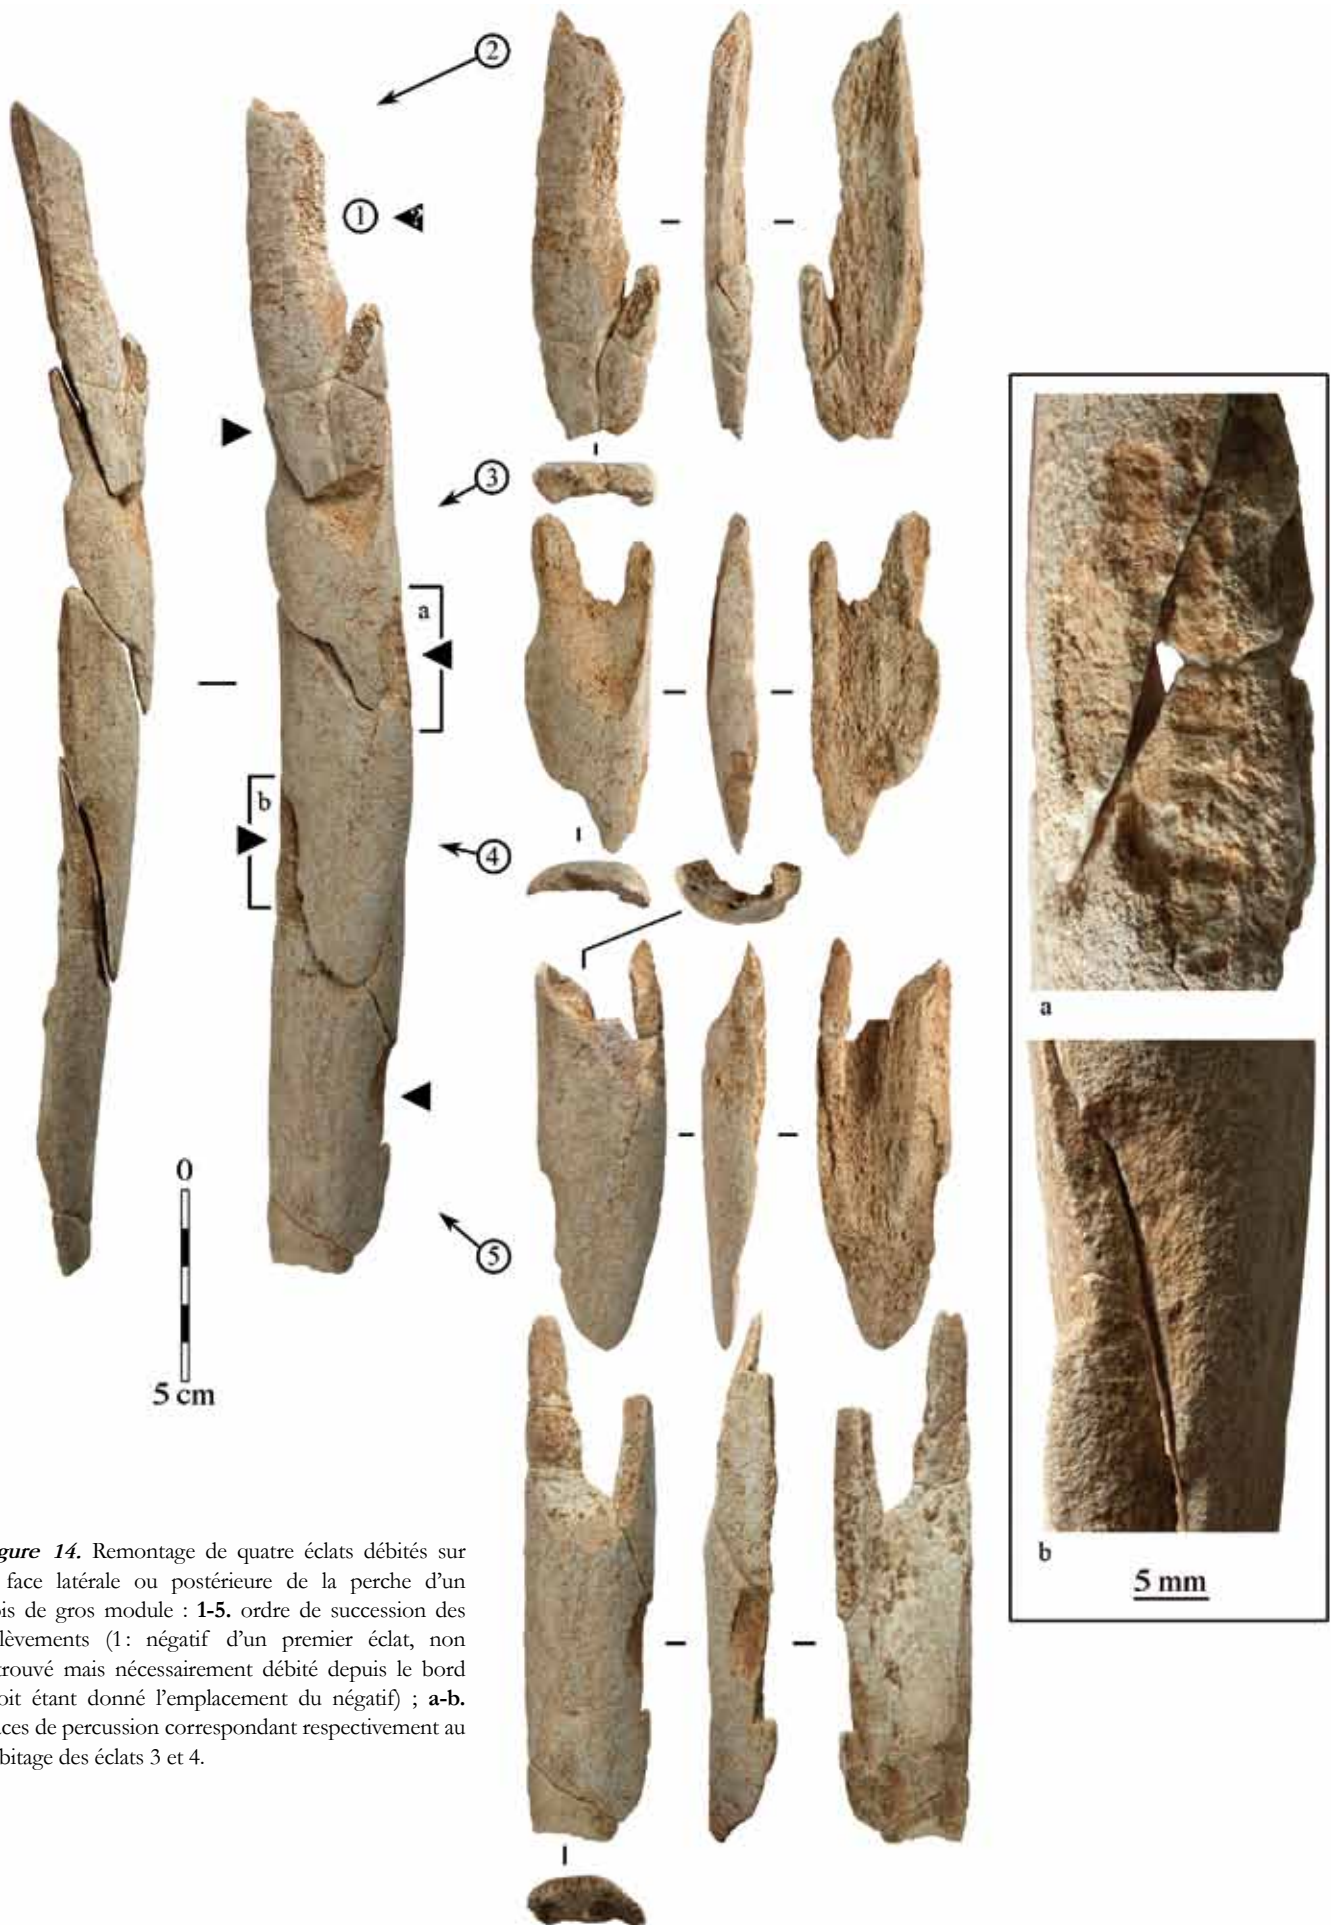 2
1
?
3
a
b
4
5
0
5 cm
a
b
5 mm
gure 14. Remontage de quatre éclats débités sur
face latérale ou postérieure de la perche d'un
ois de gros module : 1-5. ordre de succession des
lèvements (1: négatif d'un premier éclat, non
trouvé mais nécessairement débité depuis le bord
oit étant donné l'emplacement du négatif) ; a-b.
aces de percussion correspondant respectivement au
bitage des éclats 3 et 4.